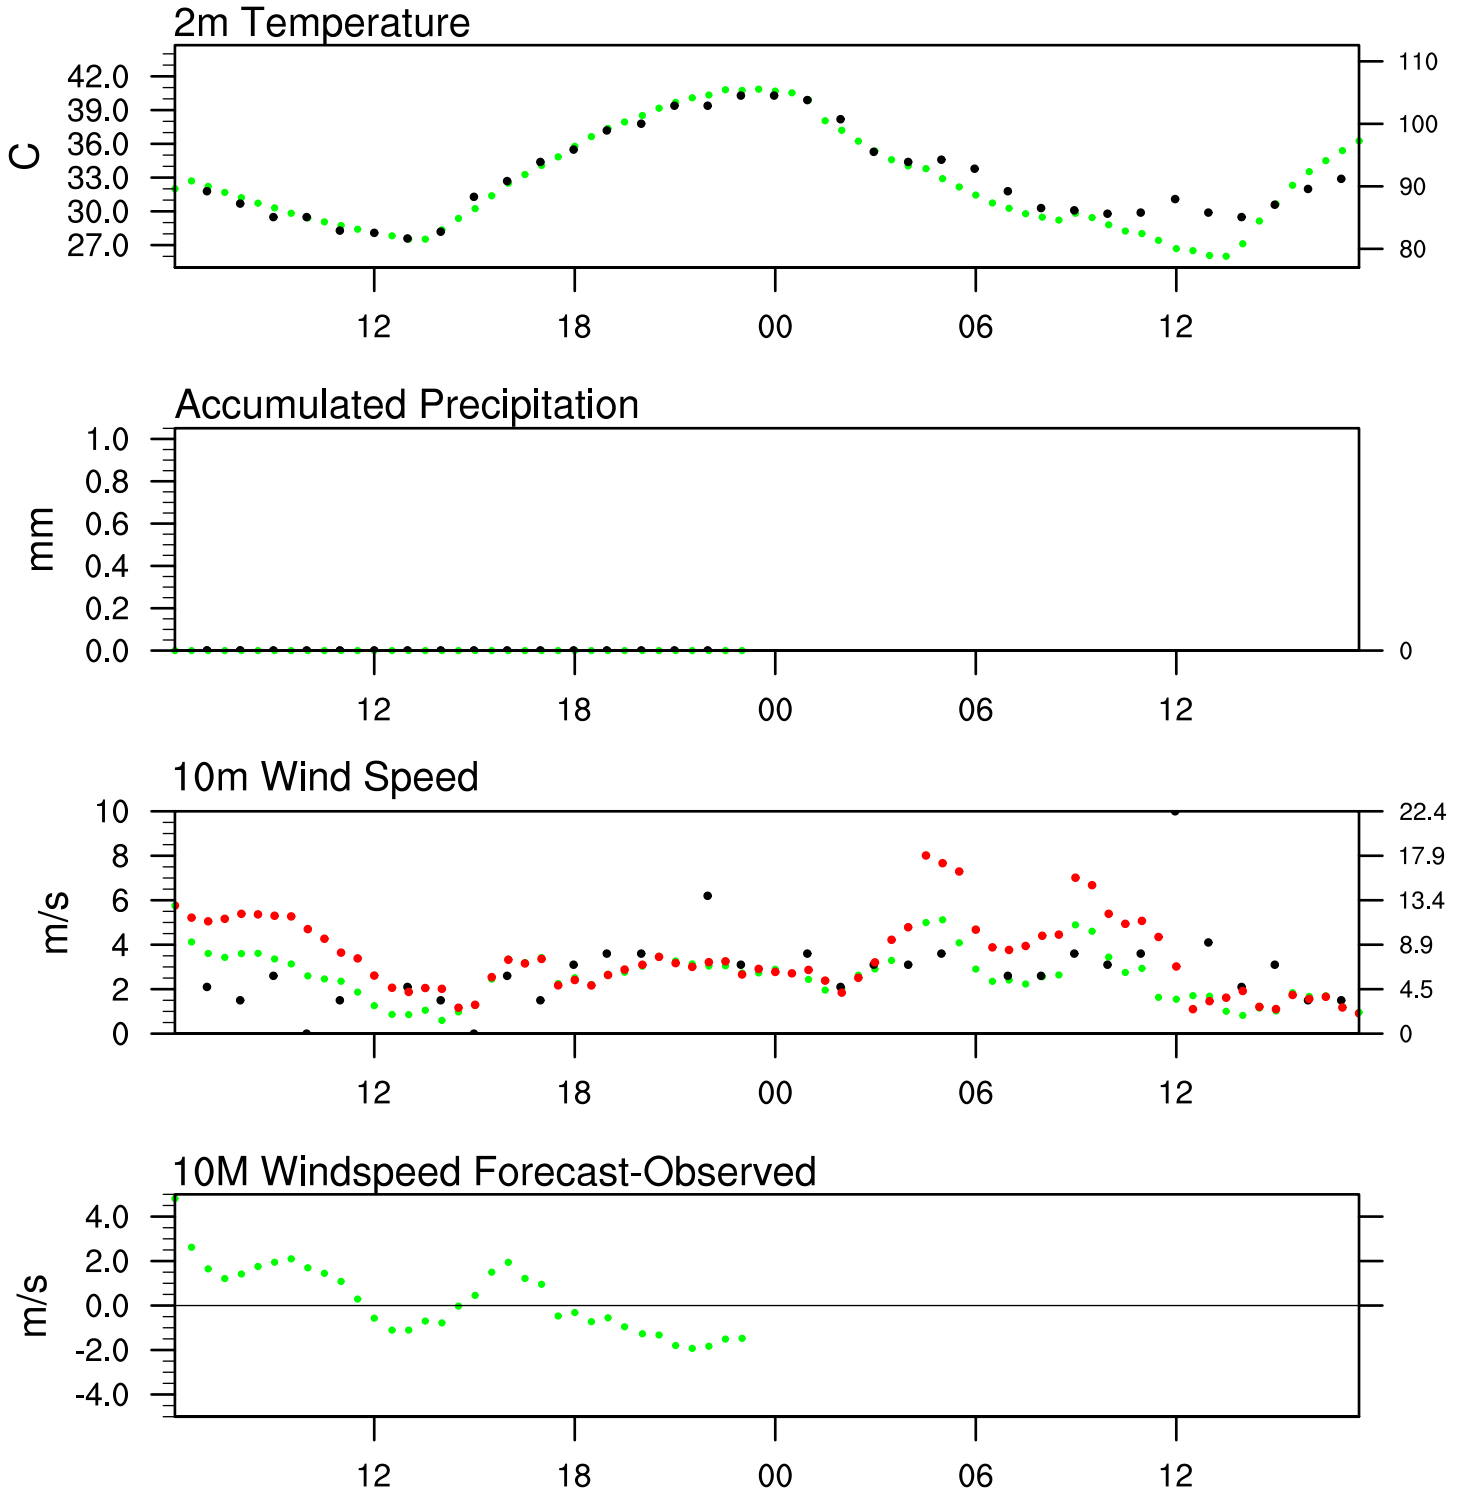 2m Temperature
42.0
39.0
36.0
33.0
30.0
27.0
C
110
100
90
80
12 18 00 06 12
Accumulated Precipitation
1.0
0.8
0.6
0.4
0.2
0.0
mm
0
12 18 00 06 12
10m Wind Speed
10
8
6
4
2
0
m/s
22.4
17.9
13.4
8.9
4.5
0
12 18 00 06 12
10M Windspeed Forecast-Observed
4.0
2.0
0.0
-2.0
-4.0
m/s
12 18 00 06 12